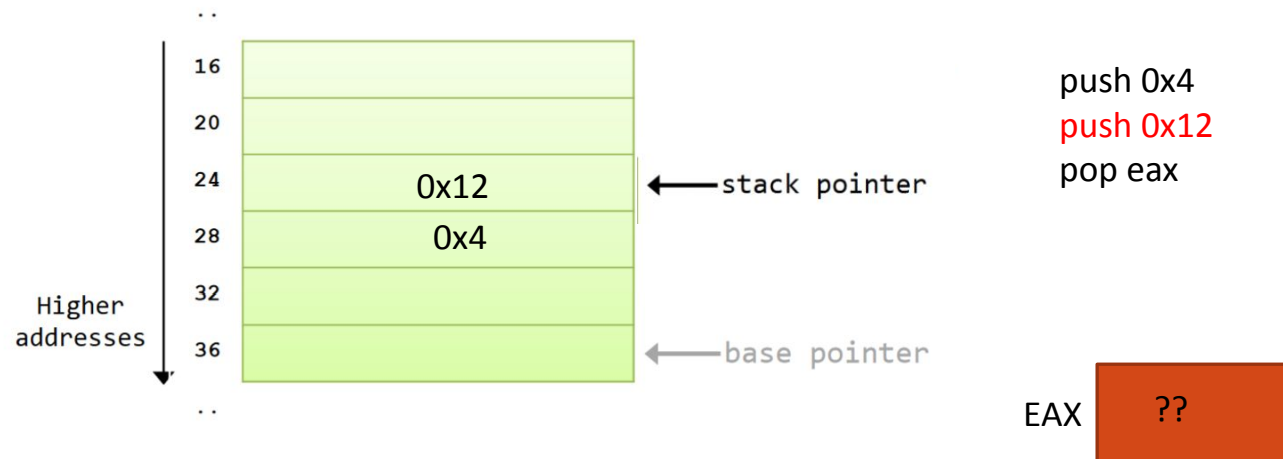 ..
16
20
24
28
32
36
..
Higher
addresses
0x12
0x4
stack pointer
base pointer
push 0x4
push 0x12
pop eax
EAX
??